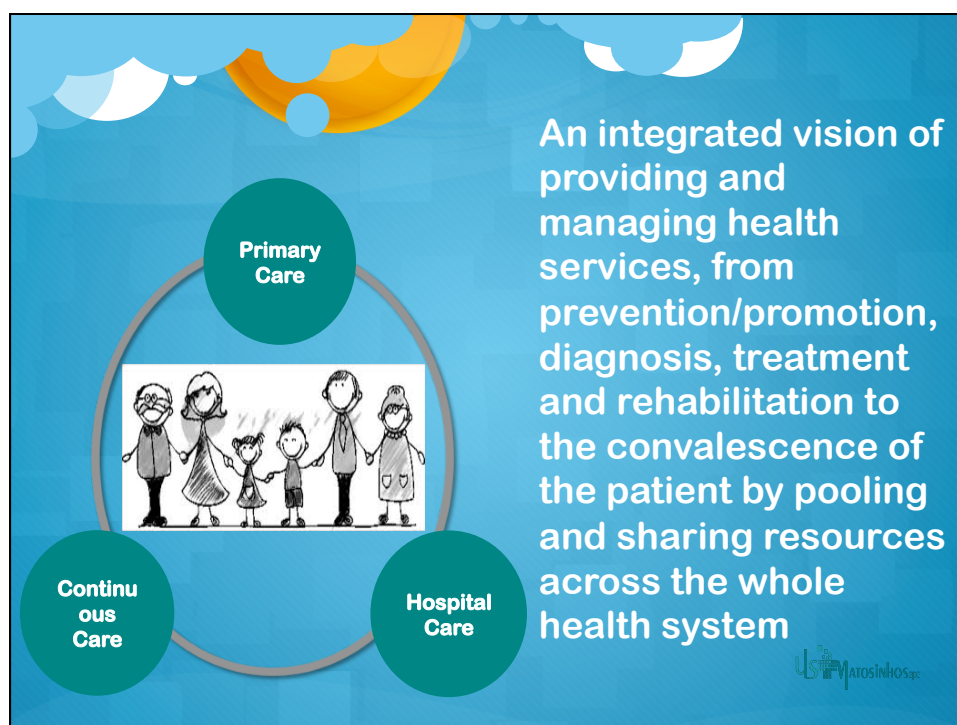 Primary
Care
An integrated vision of
providing and
managing health
services, from
prevention/promotion,
diagnosis, treatment
and rehabilitation to
the convalescence of
the patient by pooling
and sharing resources
across the whole
health system
Continu
ous
Care
Hospital
Care
MATOSINHOS